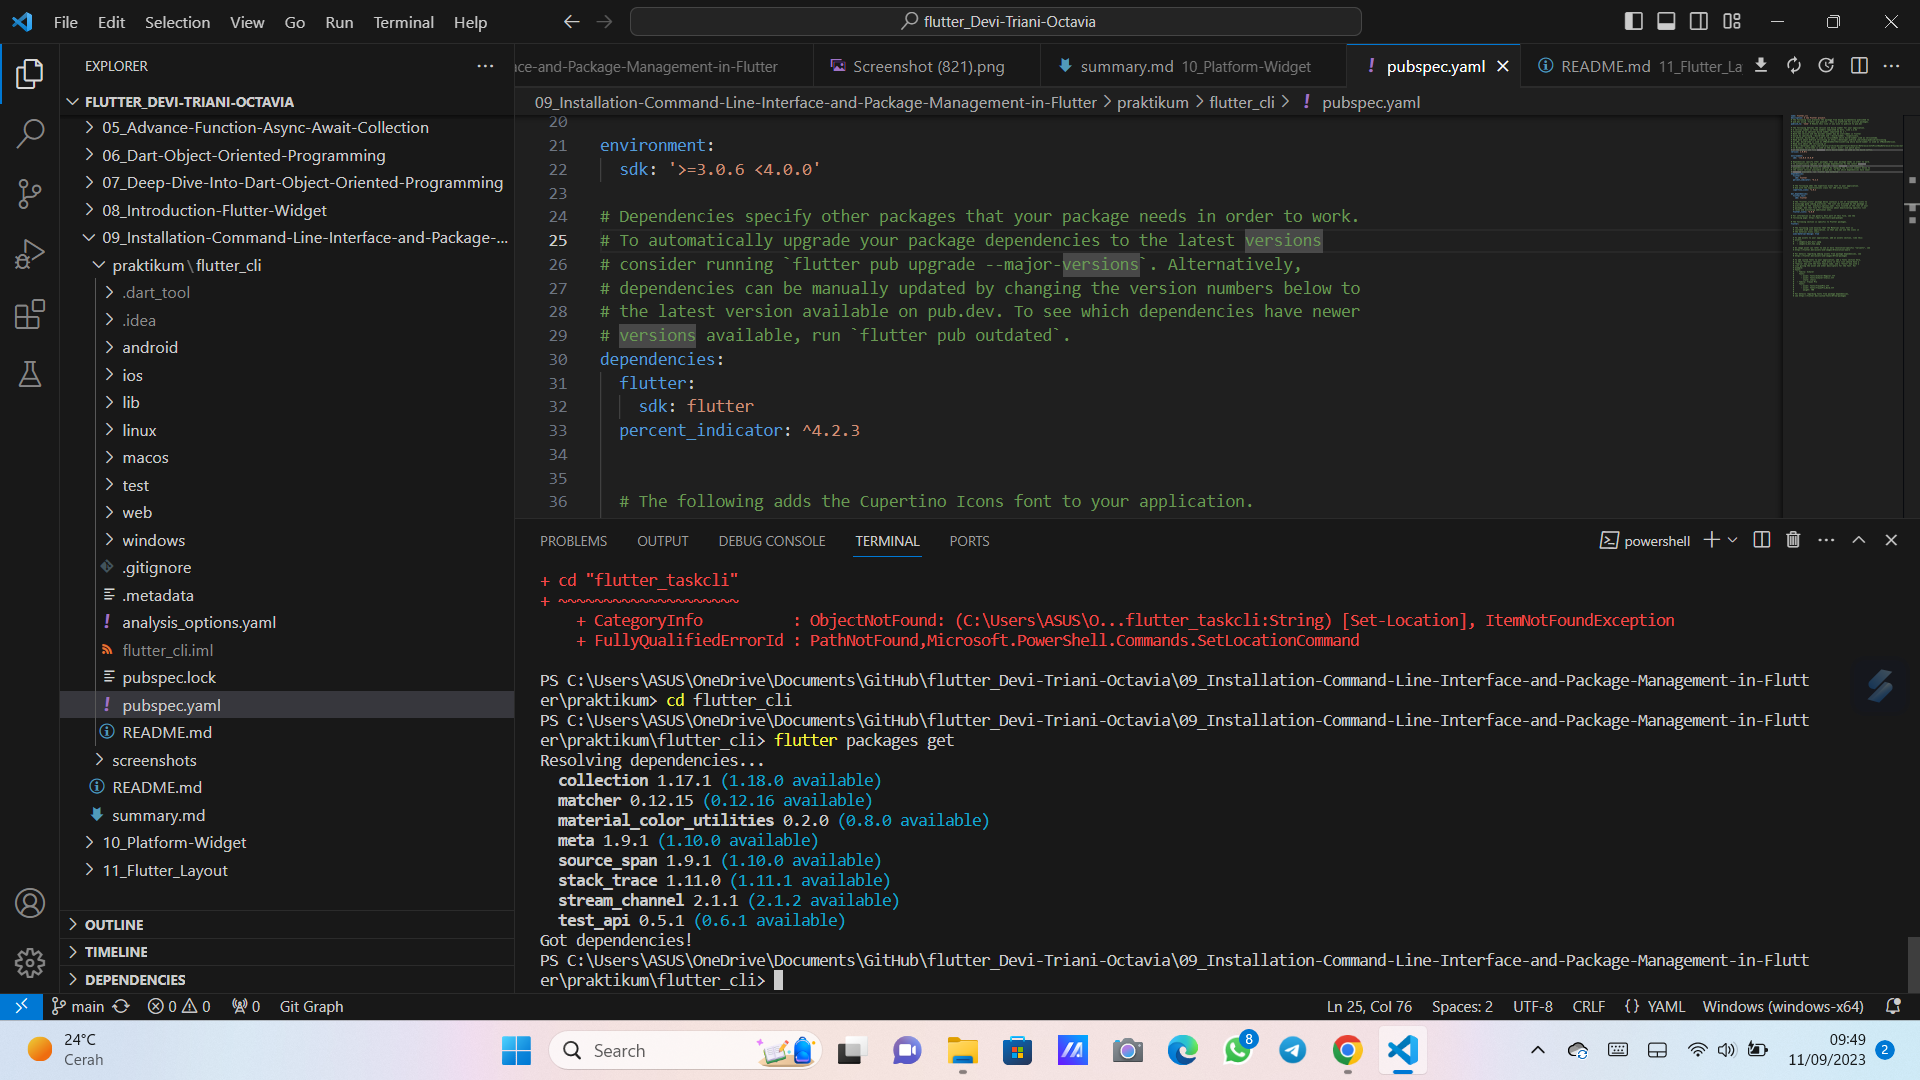 File Edit Selection View Go Run Terminal Help
flutter_Devi-Triani-Octavia
EXPLORER
FLUTTER_DEVI-TRIANI-OCTAVIA
05_Advance-Function-Async-Await-Collection
06_Dart-Object-Oriented-Programming
07_Deep-Dive-Into-Dart-Object-Oriented-Programming
08_Introduction-Flutter-Widget
09_Installation-Command-Line-Interface-and-Package-...
praktikum\flutter_cli
.dart_tool
.idea
android
ios
lib
linux
macos
test
web
windows
.gitignore
.metadata
analysis_options.yaml
flutter_cli.iml
pubspec.lock
pubspec.yaml
README.md
screenshots
README.md
summary.md
10_Platform-Widget
11_Flutter_Layout
OUTLINE
TIMELINE
DEPENDENCIES
ce-and-Package-Management-in-Flutter
Screenshot (821).png
summary.md 10_Platform-Widget
pubspec.yaml
README.md 11_Flutter_La
09_Installation-Command-Line-Interface-and-Package-Management-in-Flutter > praktikum > flutter_cli > ! pubspec.yaml
20
21 environment:
22 sdk: '>=3.0.6 <4.0.0'
23
24 # Dependencies specify other packages that your package needs in order to work.
25 # To automatically upgrade your package dependencies to the latest versions
26 # consider running `flutter pub upgrade --major-versions`. Alternatively,
27 # dependencies can be manually updated by changing the version numbers below to
28 # the latest version available on pub.dev. To see which dependencies have newer
29 # versions available, run `flutter pub outdated`.
30 dependencies:
31 flutter:
32 sdk: flutter
33 percent_indicator: ^4.2.3
34
35
36 # The following adds the Cupertino Icons font to your application.
PROBLEMS OUTPUT DEBUG CONSOLE TERMINAL PORTS
powershell
+ cd "flutter_taskcli"
+ ~~~~~~~~~~~~~~~~~~~~
+ CategoryInfo : ObjectNotFound: (C:\Users\ASUS\O...flutter_taskcli:String) [Set-Location], ItemNotFoundException
+ FullyQualifiedErrorId : PathNotFound,Microsoft.PowerShell.Commands.SetLocationCommand
PS C:\Users\ASUS\OneDrive\Documents\GitHub\flutter_Devi-Triani-Octavia\09_Installation-Command-Line-Interface-and-Package-Management-in-Flutt
er\praktikum> cd flutter_cli
PS C:\Users\ASUS\OneDrive\Documents\GitHub\flutter_Devi-Triani-Octavia\09_Installation-Command-Line-Interface-and-Package-Management-in-Flutt
er\praktikum\flutter_cli> flutter packages get
Resolving dependencies...
collection 1.17.1 (1.18.0 available)
matcher 0.12.15 (0.12.16 available)
material_color_utilities 0.2.0 (0.8.0 available)
meta 1.9.1 (1.10.0 available)
source_span 1.9.1 (1.10.0 available)
stack_trace 1.11.0 (1.11.1 available)
stream_channel 2.1.1 (2.1.2 available)
test_api 0.5.1 (0.6.1 available)
Got dependencies!
PS C:\Users\ASUS\OneDrive\Documents\GitHub\flutter_Devi-Triani-Octavia\09_Installation-Command-Line-Interface-and-Package-Management-in-Flutt
er\praktikum\flutter_cli>
main 0 0 0 Git Graph
Ln 25, Col 76 Spaces: 2 UTF-8 CRLF {} YAML Windows (windows-x64)
24°C
Cerah
Search
8
09:49
11/09/2023
2